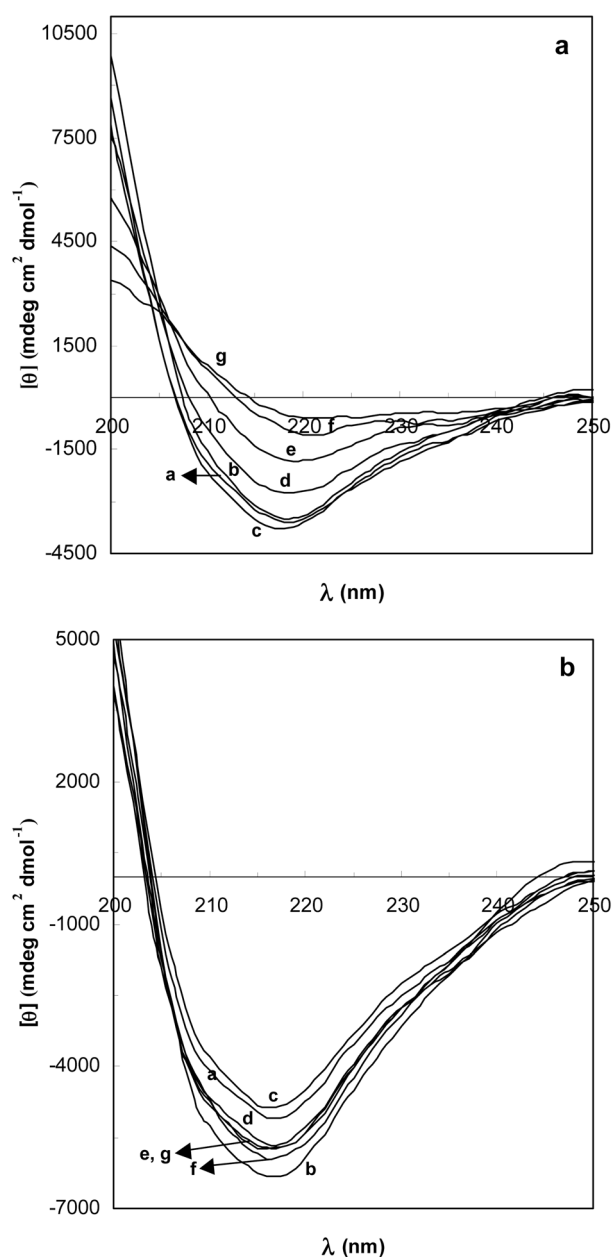 a
10500
7500
4500
1500
-1500
-4500
[θ] (mdeg cm² dmol⁻¹)
200 210 220 230 240 250
g
f
e
d
b
a
c
λ (nm)
b
5000
2000
-1000
-4000
-7000
[θ] (mdeg cm² dmol⁻¹)
200 210 220 230 240 250
a
c
d
e, g
f
b
λ (nm)